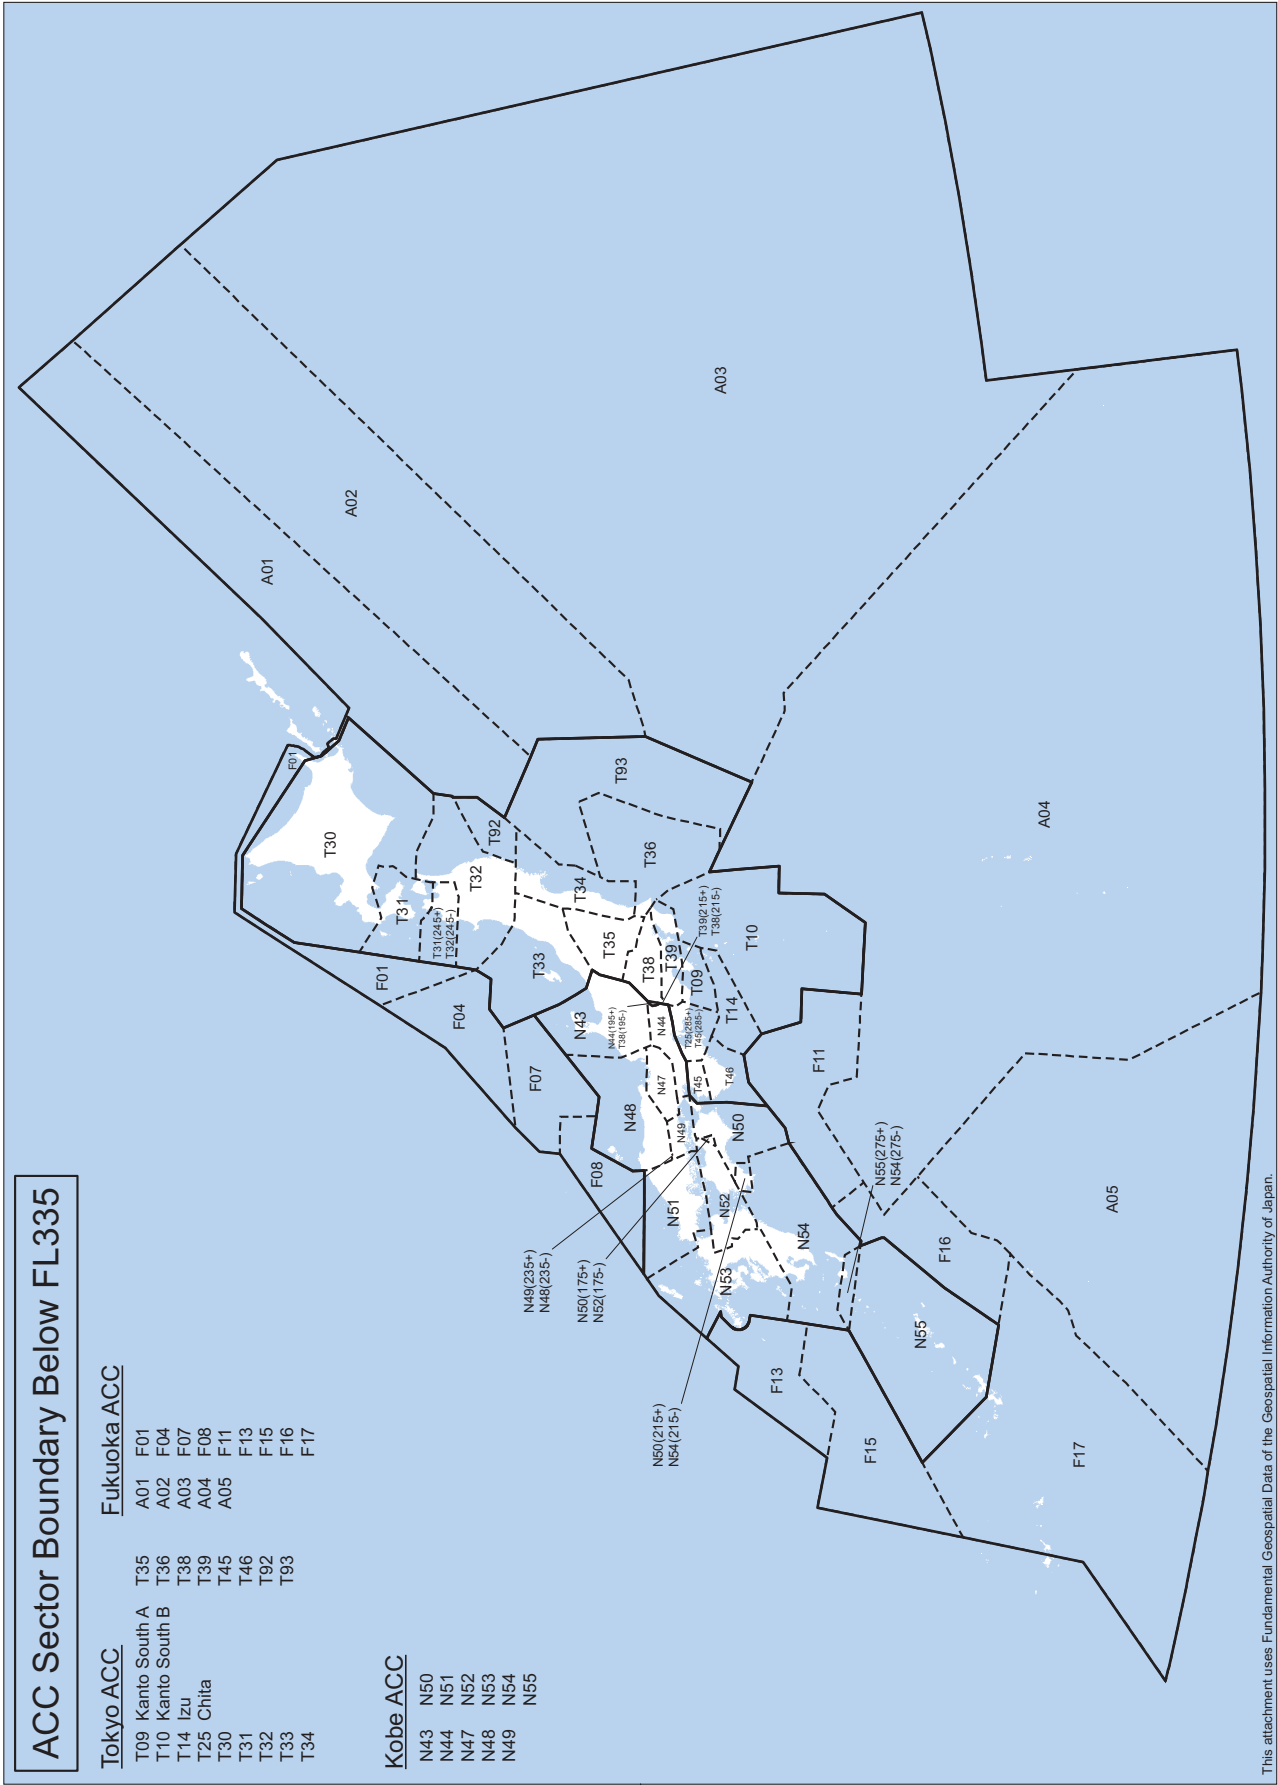 ACC Sector Boundary Below FL335
Tokyo ACC
T09 Kanto South A
T10 Kanto South B
T14 Izu
T25 Chita
T30
T31
T32
T33
T34
T35
T36
T38
T39
T45
T46
T92
T93
Fukuoka ACC
A01
A02
A03
A04
A05
F01
F04
F07
F08
F11
F13
F15
F16
F17
Kobe ACC
N43
N44
N47
N48
N49
N50
N51
N52
N53
N54
N55
A01
A02
A03
A04
A05
F01
T30
T31
T31(245+)
T32(245-)
T32
T92
T93
F01
F04
T33
T34
T35
T36
T38
T39
T39(215+)
T38(215-)
T09
T10
T14
T25(285+)
T45(285-)
T45
T46
F07
F08
N43
N44(195+)
T38(195-)
N44
N47
N48
N49
N49(235+)
N48(235-)
N50(175+)
N52(175-)
N50
N51
N52
N53
N54
N50(215+)
N54(215-)
N55(275+)
N54(275-)
N55
F11
F13
F15
F16
F17
This attachment uses Fundamental Geospatial Data of the Geospatial Information Authority of Japan.